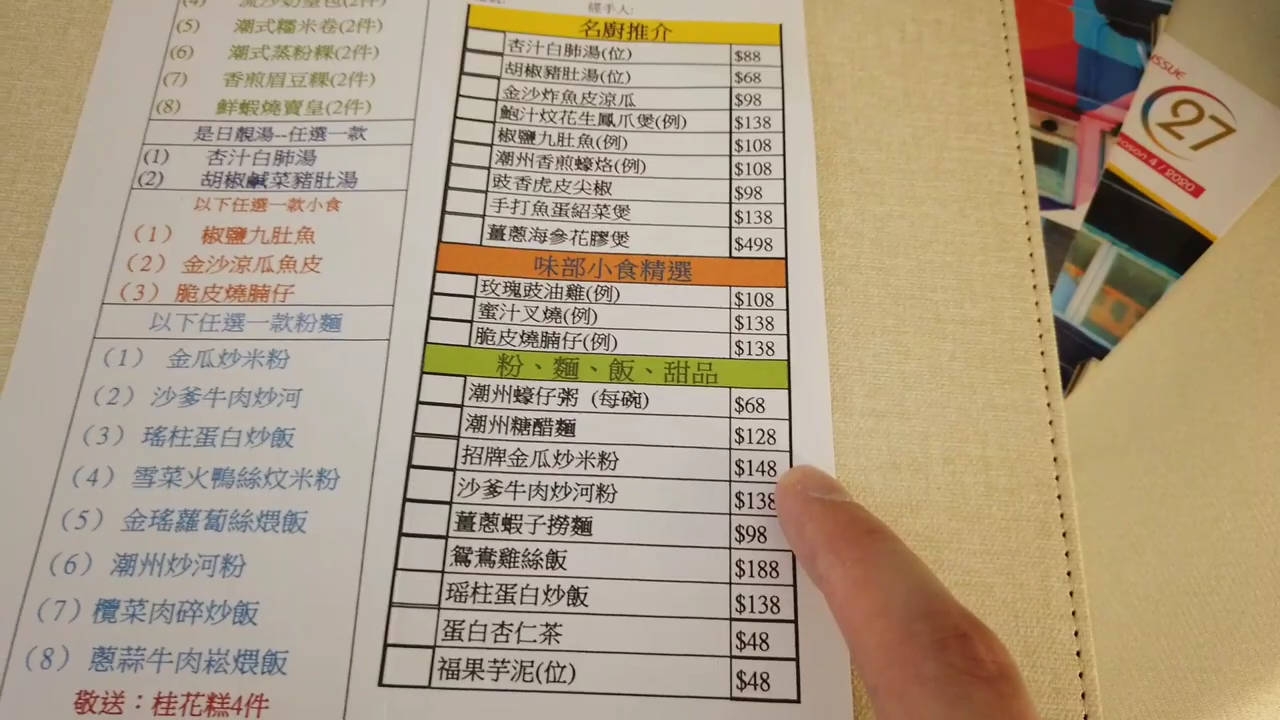 (4) 流沙奶皇包(2件)
(5) 潮式糯米卷(2件)
(6) 潮式蒸粉粿(2件)
(7) 香煎眉豆粿(2件)
(8) 鮮蝦燒賣皇(2件)
是日靚湯--任選一款
(1) 杏汁白肺湯
(2) 胡椒鹹菜豬肚湯
以下任選一款小食
(1) 椒鹽九肚魚
(2) 金沙涼瓜魚皮
(3) 脆皮燒腩仔
以下任選一款粉麵
(1) 金瓜炒米粉
(2) 沙爹牛肉炒河
(3) 瑤柱蛋白炒飯
(4) 雪菜火鴨絲炆米粉
(5) 金瑤蘿蔔絲煨飯
(6) 潮州炒河粉
(7) 欖菜肉碎炒飯
(8) 蔥蒜牛肉崧煨飯
敬送：桂花糕4件
經手人:
名廚推介
杏汁白肺湯(位) $88
胡椒豬肚湯(位) $68
金沙炸魚皮涼瓜 $98
鮑汁炆花生鳳爪煲(例) $138
椒鹽九肚魚(例) $108
潮州香煎蠔烙(例) $108
豉香虎皮尖椒 $98
手打魚蛋紹菜煲 $138
薑蔥海參花膠煲 $498
味部小食精選
玫瑰豉油雞(例) $108
蜜汁叉燒(例) $138
脆皮燒腩仔(例) $138
粉、麵、飯、甜品
潮州蠔仔粥 (每碗) $68
潮州糖醋麵 $128
招牌金瓜炒米粉 $148
沙爹牛肉炒河粉 $138
薑蔥蝦子撈麵 $98
鴛鴦雞絲飯 $188
瑤柱蛋白炒飯 $138
蛋白杏仁茶 $48
福果芋泥(位) $48
ISSUE
27
Season 4 / 2020